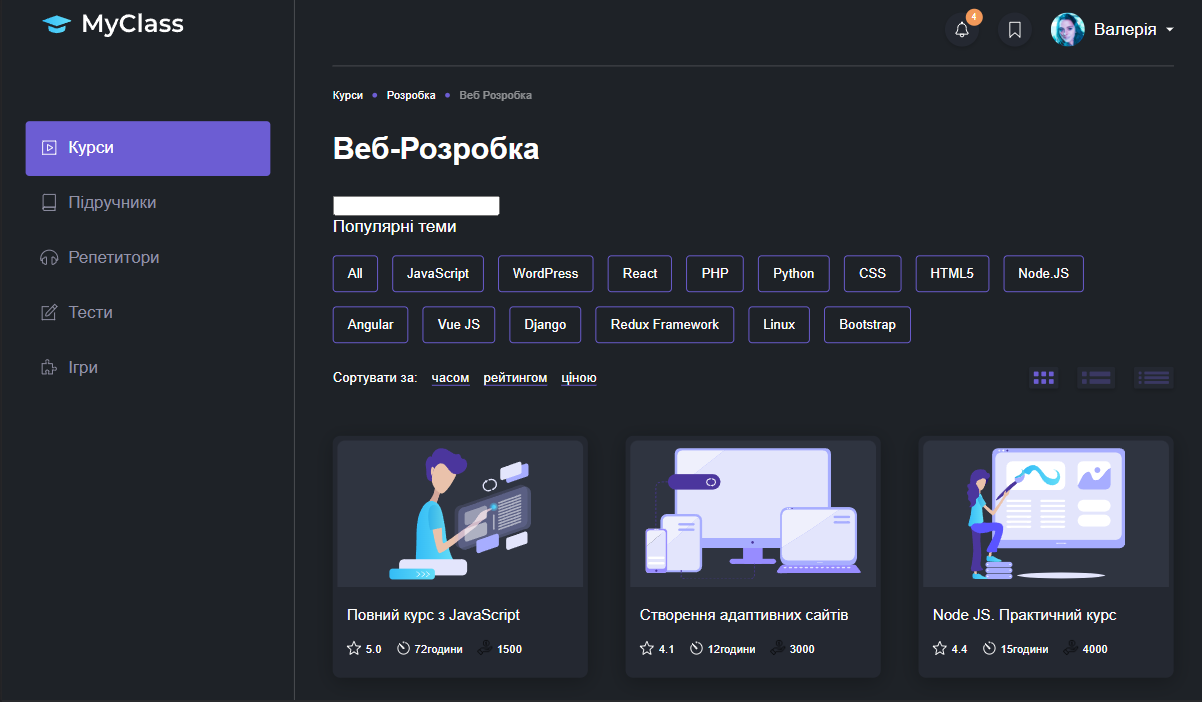 MyClass
4
Валерія
Курси
Підручники
Репетитори
Тести
Ігри
Курси • Розробка • Веб Розробка
Веб-Розробка
Популярні теми
All JavaScript WordPress React PHP Python CSS HTML5 Node.JS
Angular Vue JS Django Redux Framework Linux Bootstrap
Сортувати за: часом рейтингом ціною
Повний курс з JavaScript
5.0 72години 1500
Створення адаптивних сайтів
4.1 12години 3000
Node JS. Практичний курс
4.4 15години 4000